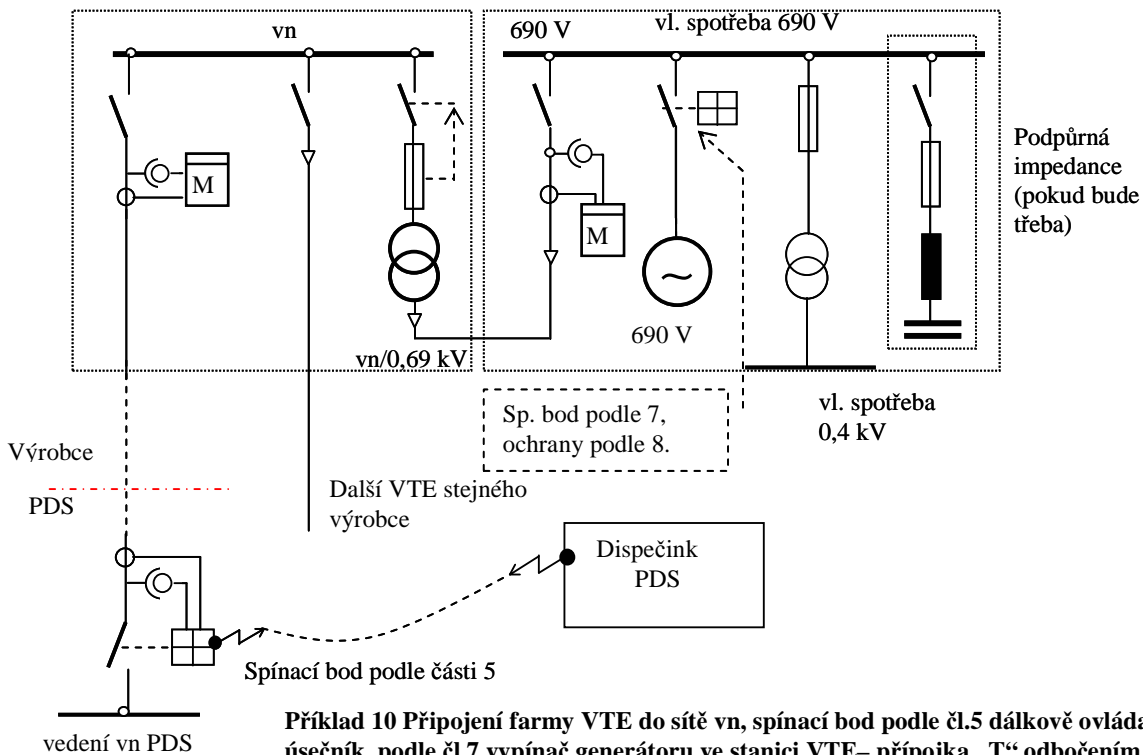 vn
690 V
vl. spotřeba 690 V
M
M
Podpůrná
impedance
(pokud bude
třeba)
690 V
vn/0,69 kV
Sp. bod podle 7,
ochrany podle 8.
vl. spotřeba
0,4 kV
Výrobce
PDS
Další VTE stejného
výrobce
Dispečink
PDS
Spínací bod podle části 5
vedení vn PDS
Příklad 10 Připojení farmy VTE do sítě vn, spínací bod podle čl.5 dálkově ovláda
úsečník, podle čl.7 vypínač generátoru ve stanici VTE– přípojka „T“ odbočením